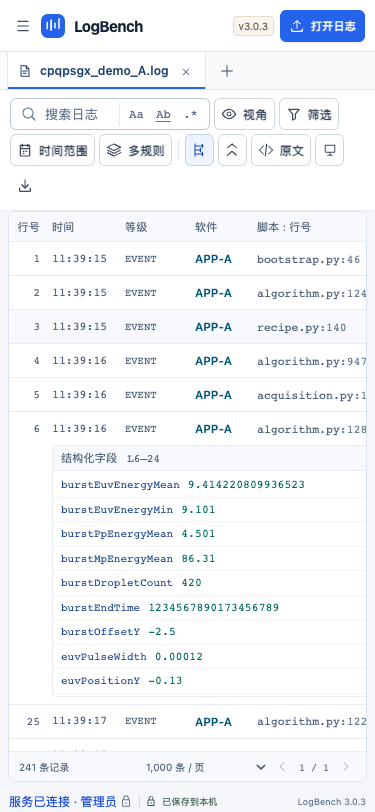 LogBench
v3.0.3
打开日志
cpqpsgx_demo_A.log
搜索日志
Aa
Ab
.*
视角
筛选
时间范围
多规则
原文
行号 时间 等级 软件 脚本：行号
1 11:39:15 EVENT APP-A bootstrap.py:46
2 11:39:15 EVENT APP-A algorithm.py:124
3 11:39:15 EVENT APP-A recipe.py:140
4 11:39:16 EVENT APP-A algorithm.py:947
5 11:39:16 EVENT APP-A acquisition.py:1
6 11:39:16 EVENT APP-A algorithm.py:128
结构化字段 L6—24
burstEuvEnergyMean 9.414220809936523
burstEuvEnergyMin 9.101
burstPpEnergyMean 4.501
burstMpEnergyMean 86.31
burstDropletCount 420
burstEndTime 1234567890173456789
burstOffsetY -2.5
euvPulseWidth 0.00012
euvPositionY -0.13
25 11:39:17 EVENT APP-A algorithm.py:122
241 条记录 1,000 条 / 页 1 / 1
服务已连接 · 管理员 已保存到本机 LogBench 3.0.3